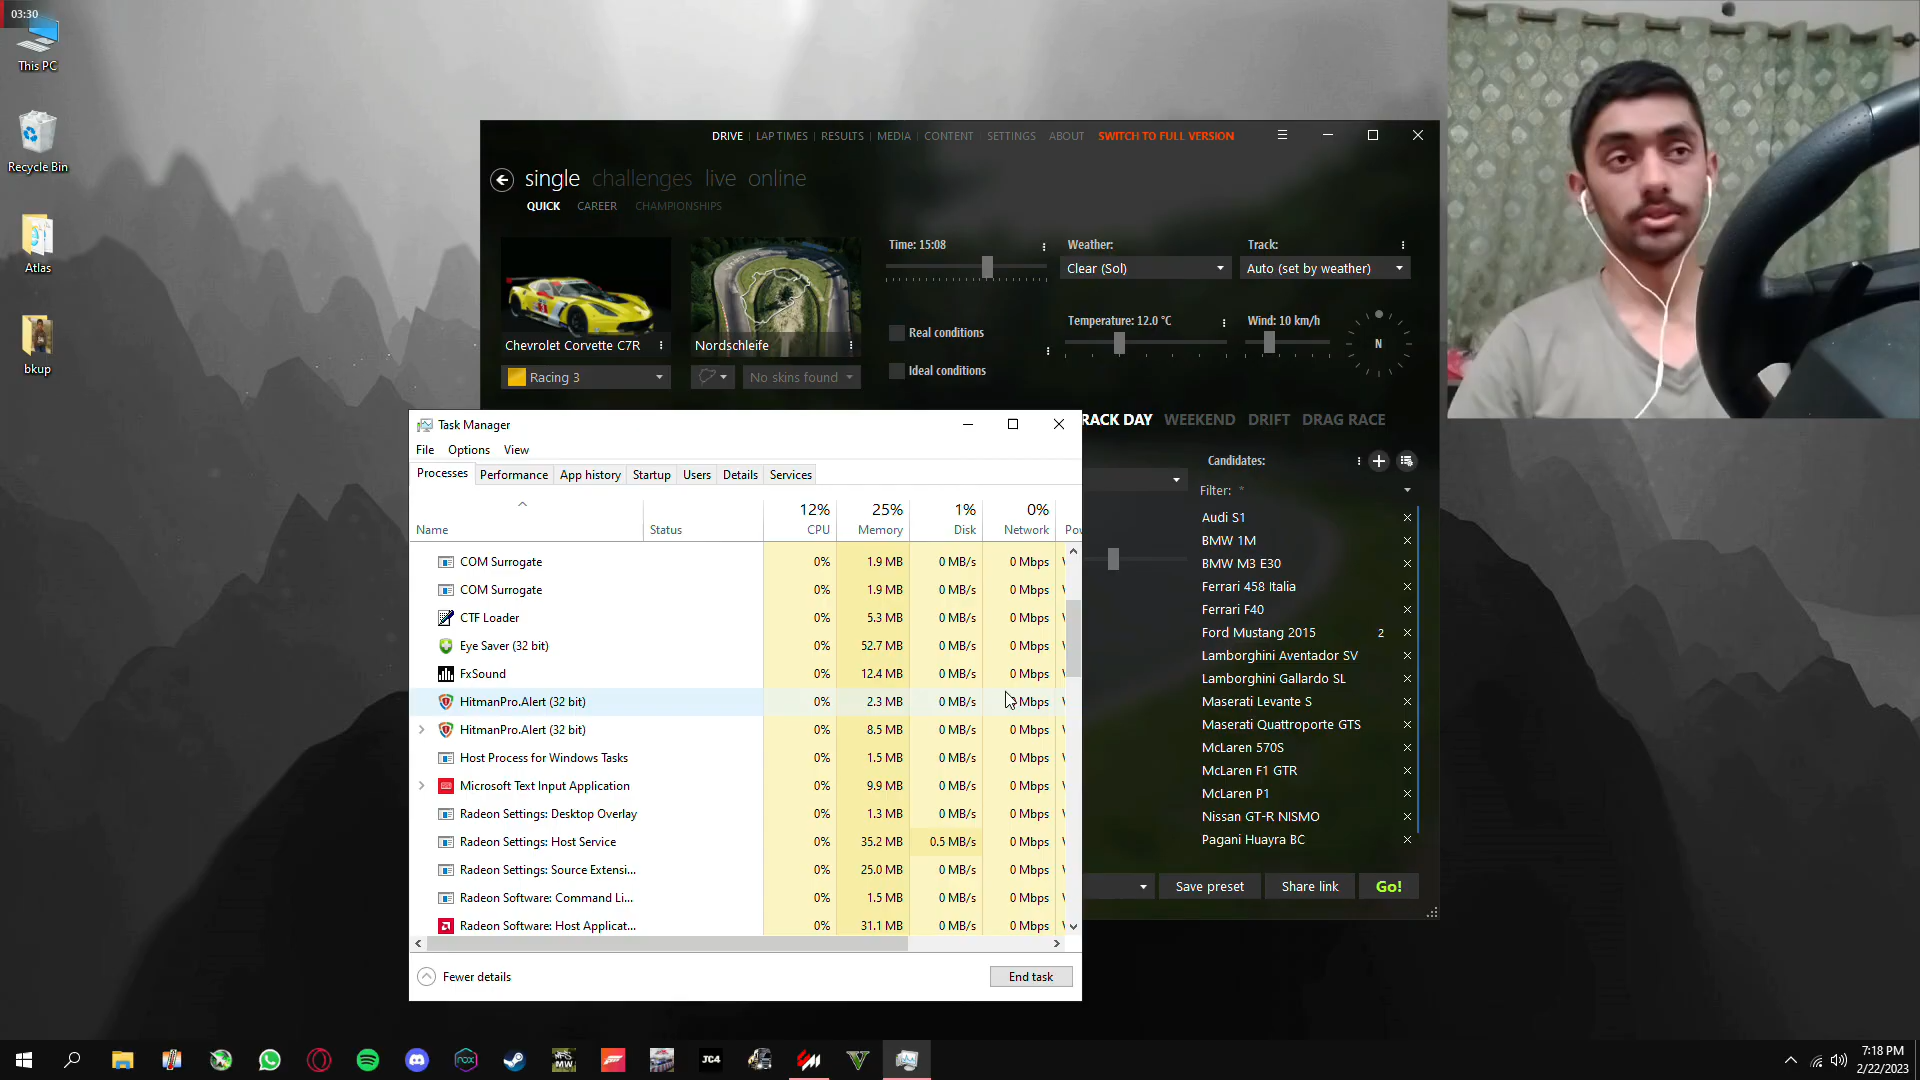 03:30
This PC
Recycle Bin
Atlas
bkup
DRIVE | LAP TIMES | RESULTS | MEDIA | CONTENT | SETTINGS | ABOUT SWITCH TO FULL VERSION
single challenges live online
QUICK CAREER CHAMPIONSHIPS
Chevrolet Corvette C7R
Racing 3
Nordschleife
No skins found
Time: 15:08
Real conditions
Ideal conditions
Weather:
Clear (Sol)
Track:
Auto (set by weather)
Temperature: 12.0 °C
Wind: 10 km/h
N
RACK DAY WEEKEND DRIFT DRAG RACE
Candidates:
Filter: *
Audi S1
BMW 1M
BMW M3 E30
Ferrari 458 Italia
Ferrari F40
Ford Mustang 2015 2
Lamborghini Aventador SV
Lamborghini Gallardo SL
Maserati Levante S
Maserati Quattroporte GTS
McLaren 570S
McLaren F1 GTR
McLaren P1
Nissan GT-R NISMO
Pagani Huayra BC
Save preset Share link Go!
Task Manager
File Options View
Processes Performance App history Startup Users Details Services
12% 25% 1% 0%
Name Status CPU Memory Disk Network Pow
COM Surrogate 0% 1.9 MB 0 MB/s 0 Mbps
COM Surrogate 0% 1.9 MB 0 MB/s 0 Mbps
CTF Loader 0% 5.3 MB 0 MB/s 0 Mbps
Eye Saver (32 bit) 0% 52.7 MB 0 MB/s 0 Mbps
FxSound 0% 12.4 MB 0 MB/s 0 Mbps
HitmanPro.Alert (32 bit) 0% 2.3 MB 0 MB/s 0 Mbps
HitmanPro.Alert (32 bit) 0% 8.5 MB 0 MB/s 0 Mbps
Host Process for Windows Tasks 0% 1.5 MB 0 MB/s 0 Mbps
Microsoft Text Input Application 0% 9.9 MB 0 MB/s 0 Mbps
Radeon Settings: Desktop Overlay 0% 1.3 MB 0 MB/s 0 Mbps
Radeon Settings: Host Service 0% 35.2 MB 0.5 MB/s 0 Mbps
Radeon Settings: Source Extensi... 0% 25.0 MB 0 MB/s 0 Mbps
Radeon Software: Command Li... 0% 1.5 MB 0 MB/s 0 Mbps
Radeon Software: Host Applicat... 0% 31.1 MB 0 MB/s 0 Mbps
Fewer details End task
JC4
7:18 PM
2/22/2023